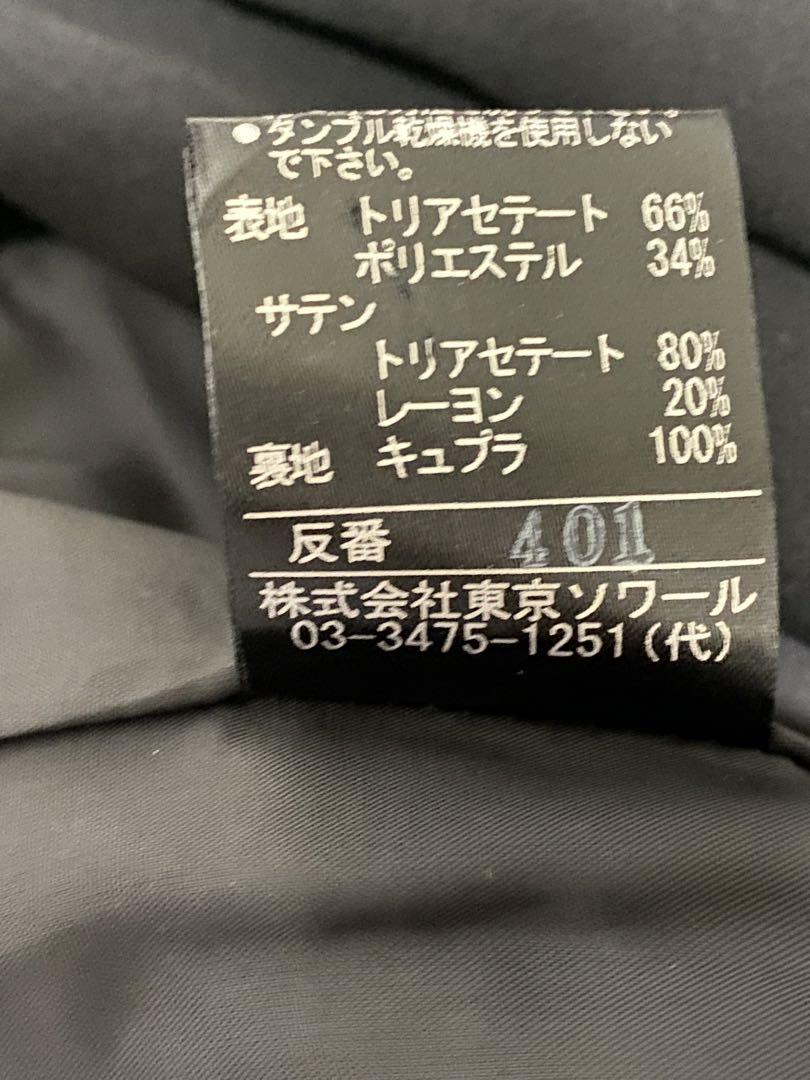 ●タンブル乾燥機を使用しない
で下さい。
表地 トリアセテート 66%
ポリエステル 34%
サテン
トリアセテート 80%
レーヨン 20%
裏地 キュプラ 100%
反番 401
株式会社東京ソワール
03-3475-1251(代)